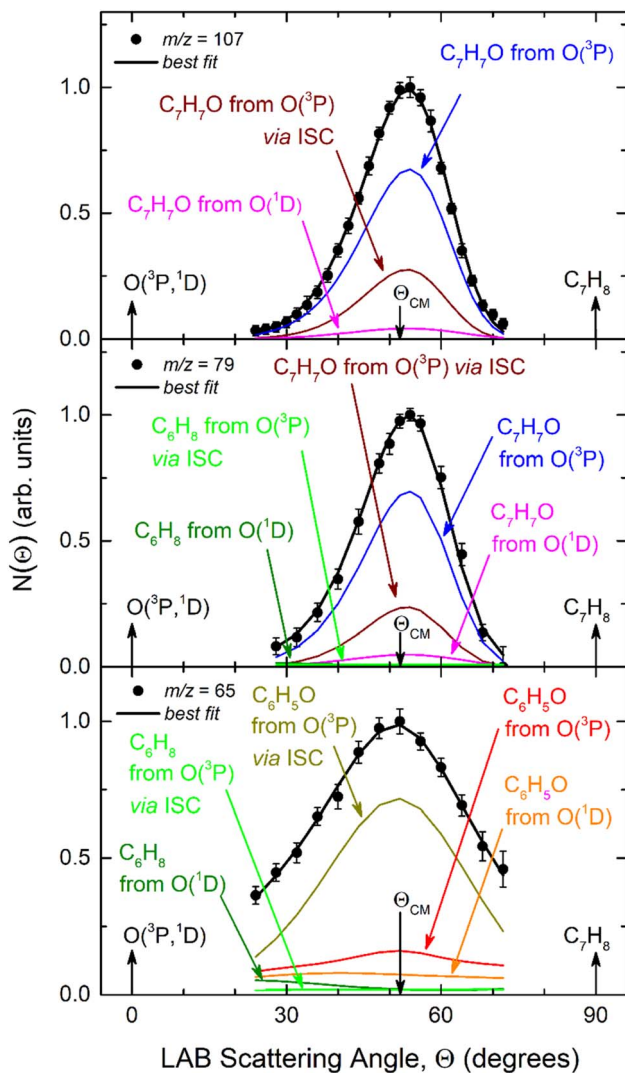 m/z = 107
best fit
C₇H₇O from O(³P)
C₇H₇O from O(³P)
via ISC
C₇H₇O from O(¹D)
O(³P,¹D)
Θ_CM
C₇H₈
1.0
0.5
0.0
m/z = 79
best fit
C₇H₇O from O(³P) via ISC
C₆H₈ from O(³P)
via ISC
C₇H₇O
from O(³P)
C₇H₇O
from O(¹D)
C₆H₈ from O(¹D)
O(³P,¹D)
Θ_CM
C₇H₈
1.0
0.5
0.0
N(Θ) (arb. units)
m/z = 65
best fit
C₆H₅O
from O(³P)
via ISC
C₆H₅O
from O(³P)
C₆H₈
from O(³P)
via ISC
C₆H₅O
from O(¹D)
C₆H₈
from O(¹D)
O(³P,¹D)
Θ_CM
C₇H₈
1.0
0.5
0.0
0 30 60 90
LAB Scattering Angle, Θ (degrees)